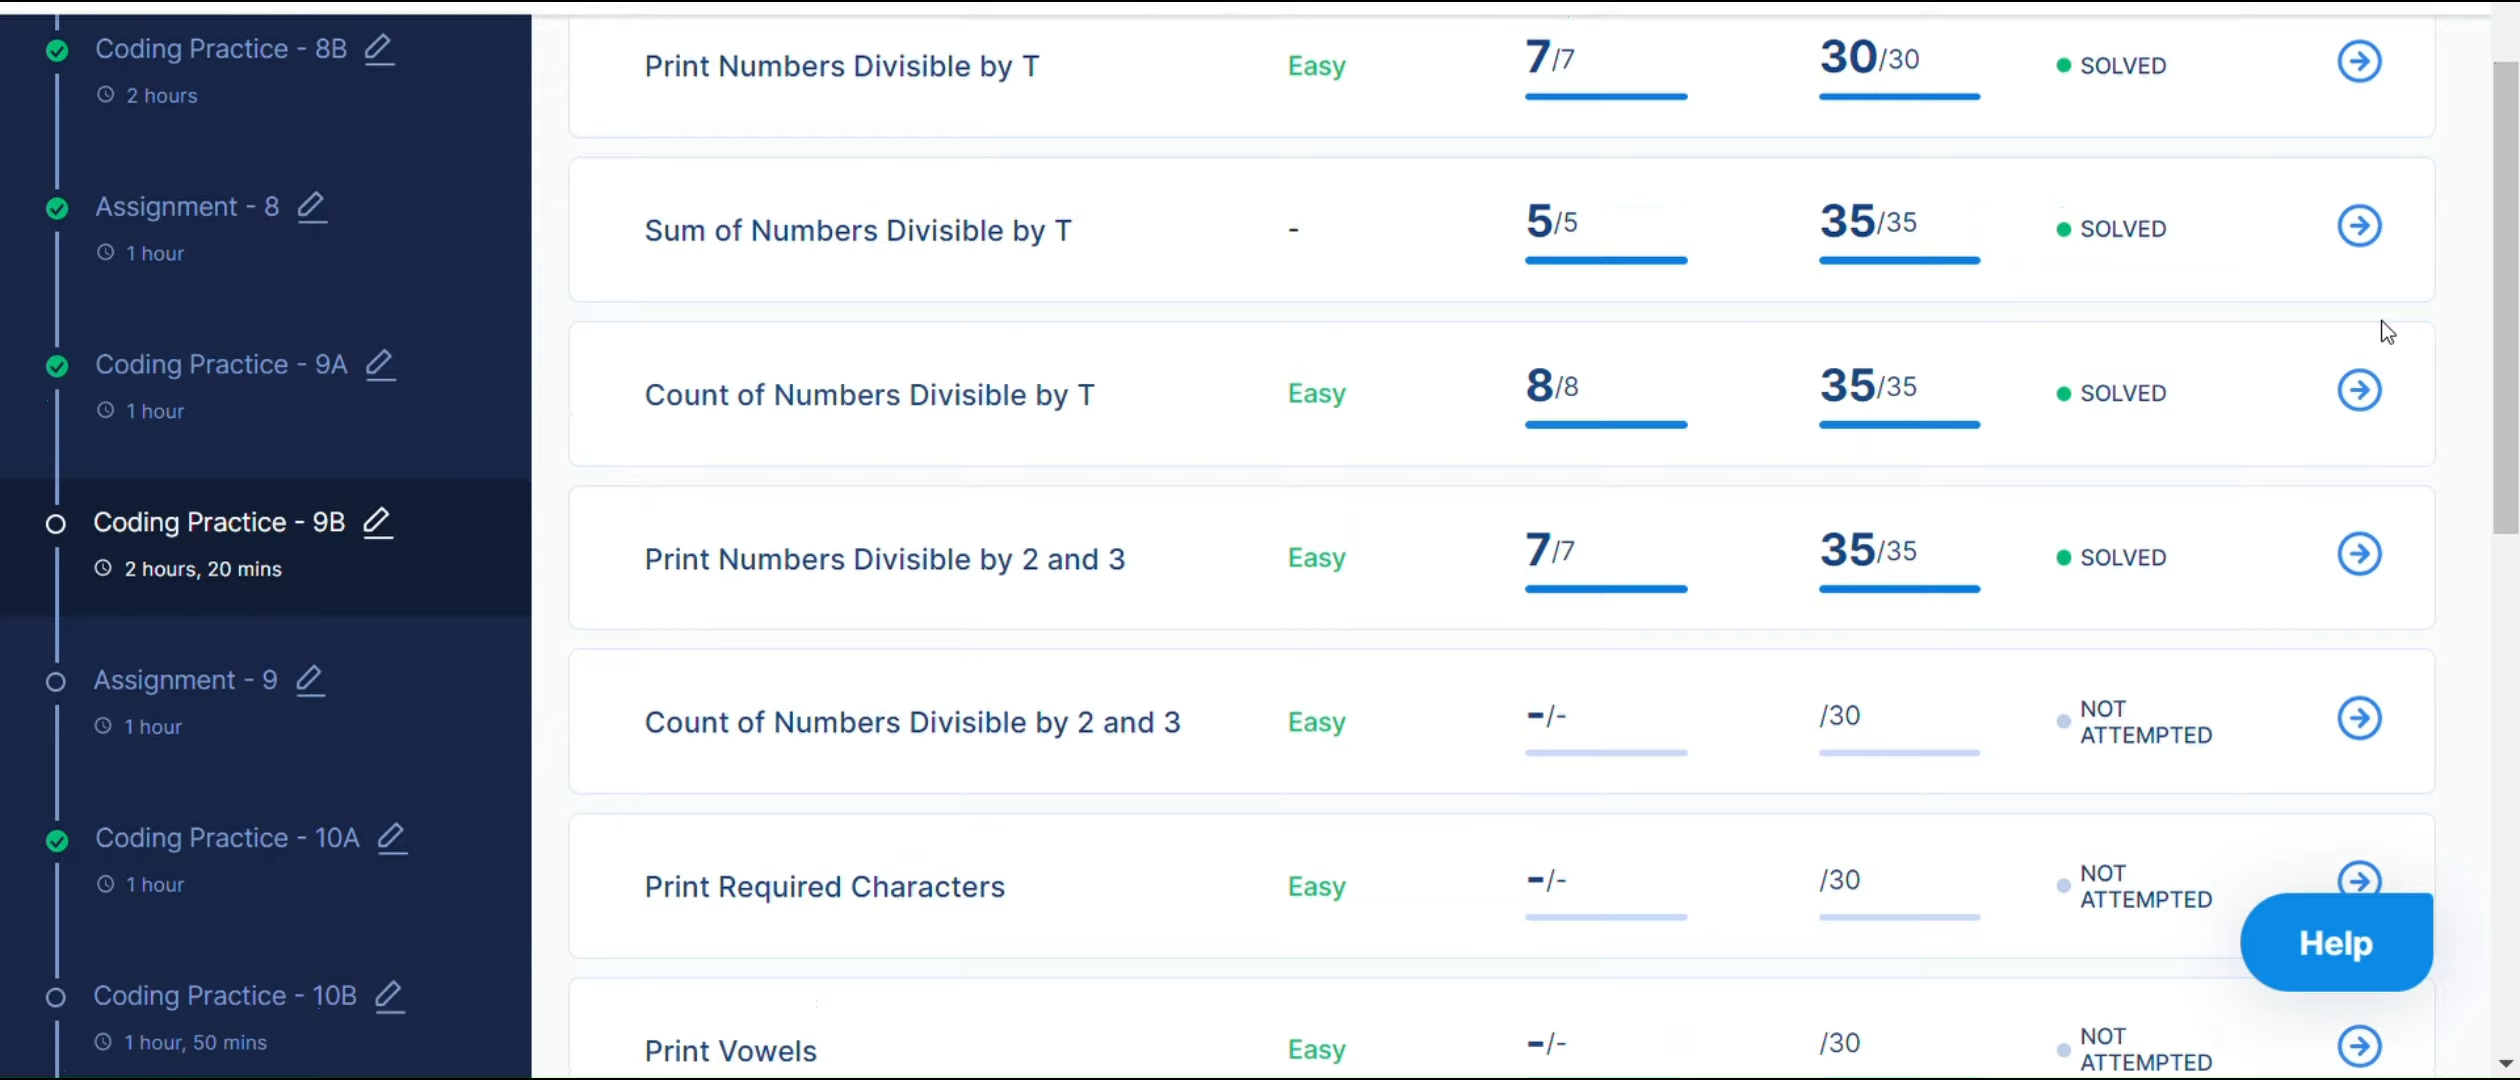 Coding Practice - 8B
2 hours
Assignment - 8
1 hour
Coding Practice - 9A
1 hour
Coding Practice - 9B
2 hours, 20 mins
Assignment - 9
1 hour
Coding Practice - 10A
1 hour
Coding Practice - 10B
1 hour, 50 mins
Print Numbers Divisible by T Easy 7/7 30/30 SOLVED
Sum of Numbers Divisible by T - 5/5 35/35 SOLVED
Count of Numbers Divisible by T Easy 8/8 35/35 SOLVED
Print Numbers Divisible by 2 and 3 Easy 7/7 35/35 SOLVED
Count of Numbers Divisible by 2 and 3 Easy -/- /30 NOT
ATTEMPTED
Print Required Characters Easy -/- /30 NOT
ATTEMPTED
Help
Print Vowels Easy -/- /30 NOT
ATTEMPTED